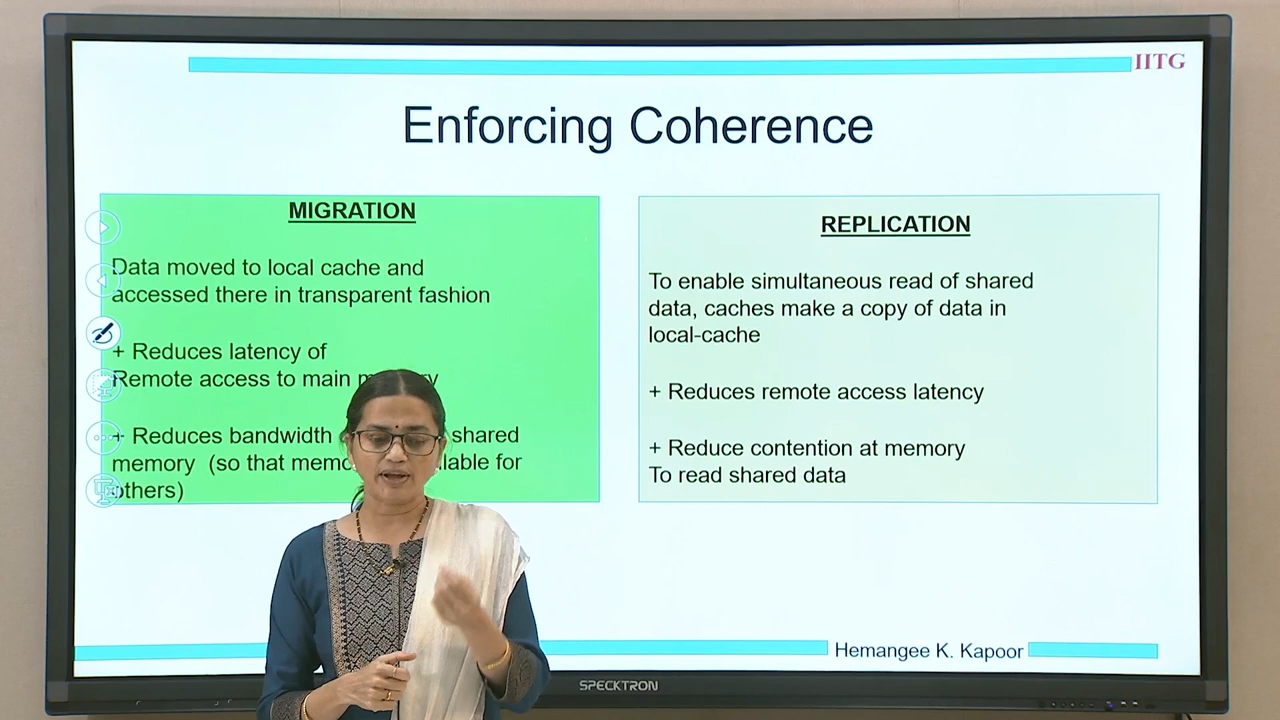 IITG
Enforcing Coherence
MIGRATION
Data moved to local cache and
accessed there in transparent fashion
+ Reduces latency of
Remote access to main
+ Reduces bandwidth shared
memory (so that
for
others)
REPLICATION
To enable simultaneous read of shared
data, caches make a copy of data in
local-cache
+ Reduces remote access latency
+ Reduce contention at memory
To read shared data
Hemangee K. Kapoor
SPECKTRON